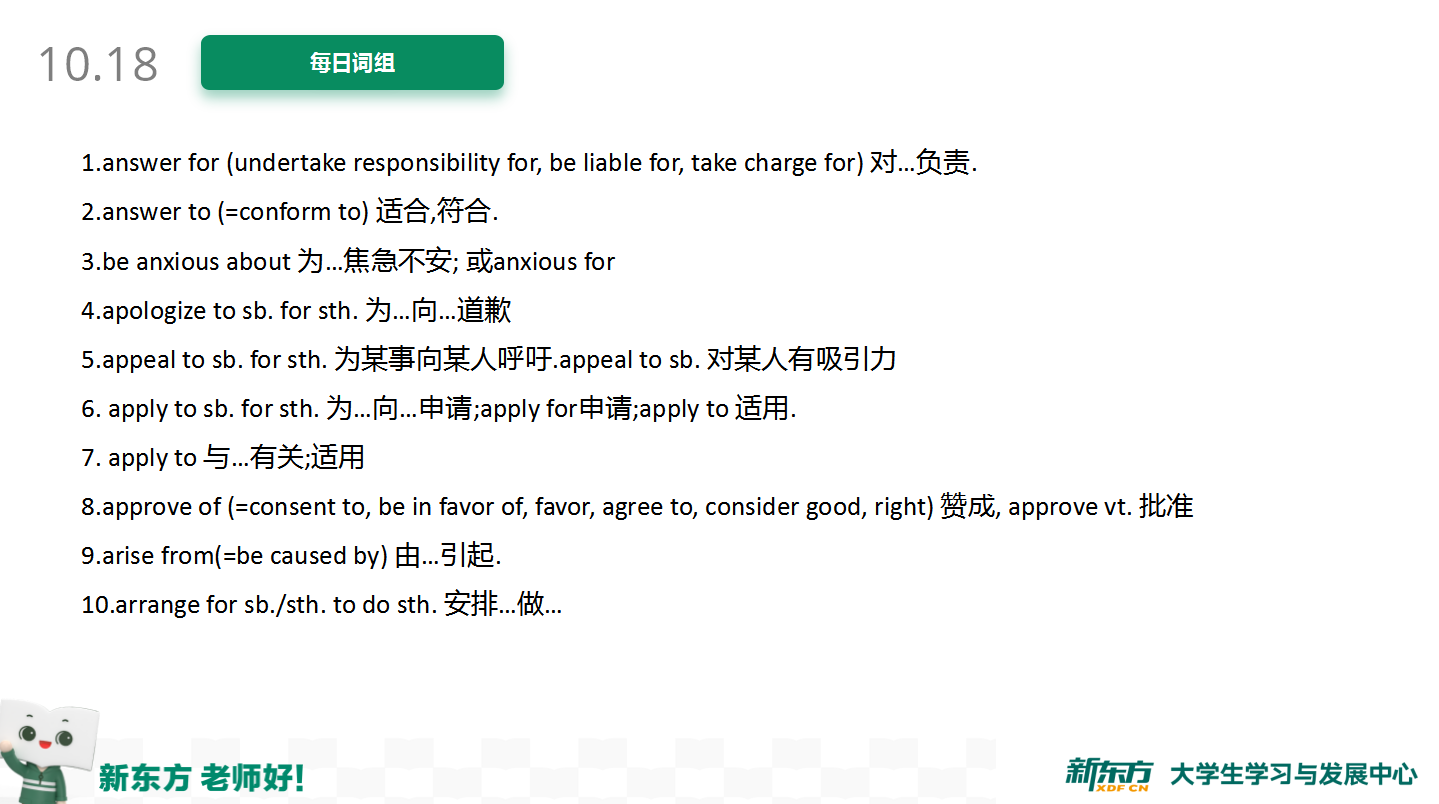 10.18
每日词组
1.answer for (undertake responsibility for, be liable for, take charge for) 对…负责.
2.answer to (=conform to) 适合,符合.
3.be anxious about 为…焦急不安; 或anxious for
4.apologize to sb. for sth. 为…向…道歉
5.appeal to sb. for sth. 为某事向某人呼吁.appeal to sb. 对某人有吸引力
6. apply to sb. for sth. 为…向…申请;apply for申请;apply to 适用.
7. apply to 与…有关;适用
8.approve of (=consent to, be in favor of, favor, agree to, consider good, right) 赞成, approve vt. 批准
9.arise from(=be caused by) 由…引起.
10.arrange for sb./sth. to do sth. 安排…做…
新东方 老师好!
新东方 XDF.CN 大学生学习与发展中心